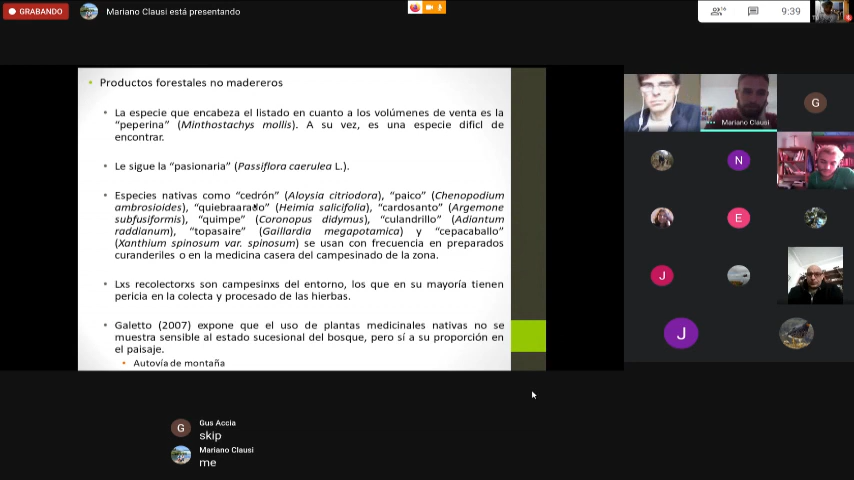 GRABANDO
Mariano Clausi está presentando
16
9:39
Productos forestales no madereros
La especie que encabeza el listado en cuanto a los volúmenes de venta es la
“peperina” (Minthostachys mollis). A su vez, es una especie dificl de
encontrar.
Le sigue la “pasionaria” (Passiflora caerulea L.).
Especies nativas como “cedrón” (Aloysia citriodora), “paico” (Chenopodium
ambrosioides), “quiebraarado” (Heimia salicifolia), “cardosanto” (Argemone
subfusiformis), “quimpe” (Coronopus didymus), “culandrillo” (Adiantum
raddianum), “topasaire” (Gaillardia megapotamica) y “cepacaballo”
(Xanthium spinosum var. spinosum) se usan con frecuencia en preparados
curanderiles o en la medicina casera del campesinado de la zona.
Lxs recolectorxs son campesinxs del entorno, los que en su mayoría tienen
pericia en la colecta y procesado de las hierbas.
Galetto (2007) expone que el uso de plantas medicinales nativas no se
muestra sensible al estado sucesional del bosque, pero sí a su proporción en
el paisaje.
Autovía de montaña
Mariano Clausi
G
N
E
J
J
G
Gus Accia
skip
Mariano Clausi
me